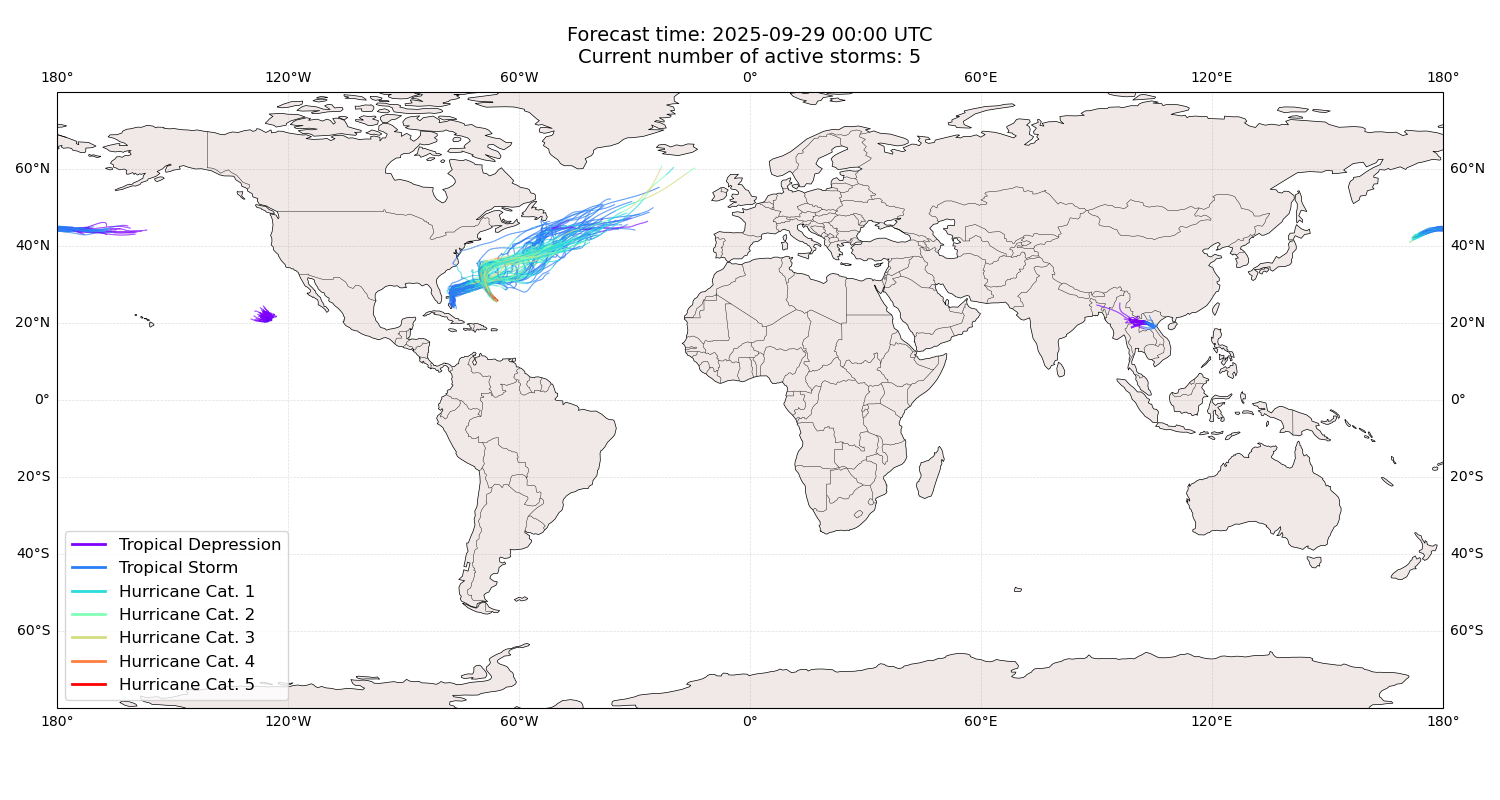 Forecast time: 2025-09-29 00:00 UTC
Current number of active storms: 5
180° 120°W 60°W 0° 60°E 120°E 180°
60°N 60°N
40°N 40°N
20°N 20°N
0° 0°
20°S 20°S
40°S 40°S
60°S 60°S
Tropical Depression
Tropical Storm
Hurricane Cat. 1
Hurricane Cat. 2
Hurricane Cat. 3
Hurricane Cat. 4
Hurricane Cat. 5
180° 120°W 60°W 0° 60°E 120°E 180°